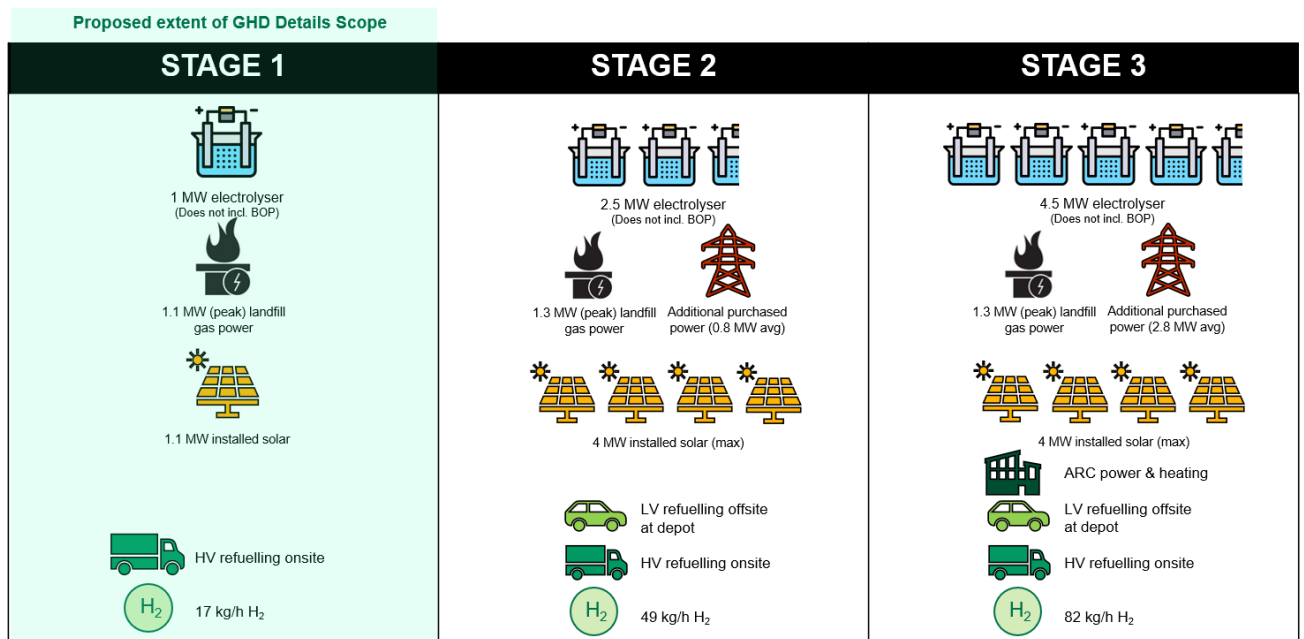 Proposed extent of GHD Details Scope
STAGE 1
STAGE 2
STAGE 3
+ -
1 MW electrolyser
(Does not incl. BOP)
1.1 MW (peak) landfill
gas power
1.1 MW installed solar
HV refuelling onsite
H₂
17 kg/h H₂
+ - + - +
2.5 MW electrolyser
(Does not incl. BOP)
1.3 MW (peak) landfill
gas power
Additional purchased
power (0.8 MW avg)
4 MW installed solar (max)
LV refuelling offsite
at depot
HV refuelling onsite
H₂
49 kg/h H₂
+ - + - + - + - +
4.5 MW electrolyser
(Does not incl. BOP)
1.3 MW (peak) landfill
gas power
Additional purchased
power (2.8 MW avg)
4 MW installed solar (max)
ARC power & heating
LV refuelling offsite
at depot
HV refuelling onsite
H₂
82 kg/h H₂